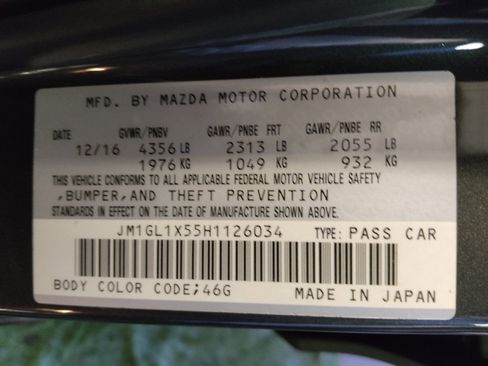 MFD. BY MAZDA MOTOR CORPORATION
DATE GVWR/PNBV GAWR/PNBE FRT GAWR/PNBE RR
12/16 4356 LB 2313 LB 2055 LB
1976 KG 1049 KG 932 KG
THIS VEHICLE CONFORMS TO ALL APPLICABLE FEDERAL MOTOR VEHICLE SAFETY
,BUMPER,AND THEFT PREVENTION
STANDARDS IN EFFECT ON THE DATE OF MANUFACTURE SHOWN ABOVE.
JM1GL1X55H1126034 TYPE: PASS CAR
BODY COLOR CODE;46G MADE IN JAPAN